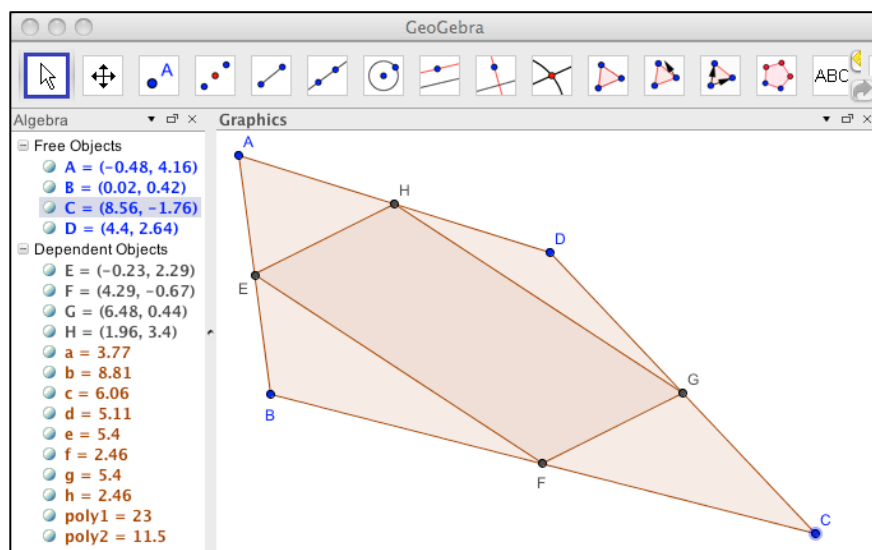 GeoGebra
A
ABC
Algebra
Graphics
Free Objects
A = (-0.48, 4.16)
B = (0.02, 0.42)
C = (8.56, -1.76)
D = (4.4, 2.64)
Dependent Objects
E = (-0.23, 2.29)
F = (4.29, -0.67)
G = (6.48, 0.44)
H = (1.96, 3.4)
a = 3.77
b = 8.81
c = 6.06
d = 5.11
e = 5.4
f = 2.46
g = 5.4
h = 2.46
poly1 = 23
poly2 = 11.5
A
H
D
E
G
B
F
C